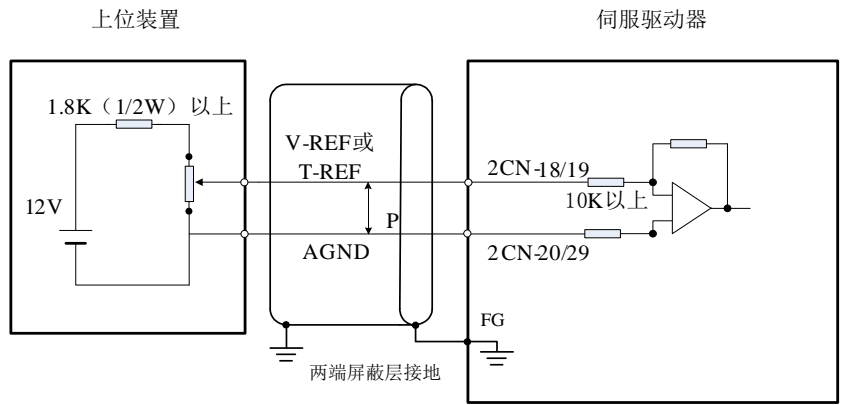 上位装置
伺服驱动器
1.8K（1/2W）以上
V-REF或
T-REF
2CN-18/19
10K以上
12V
P
AGND
2CN-20/29
FG
两端屏蔽层接地